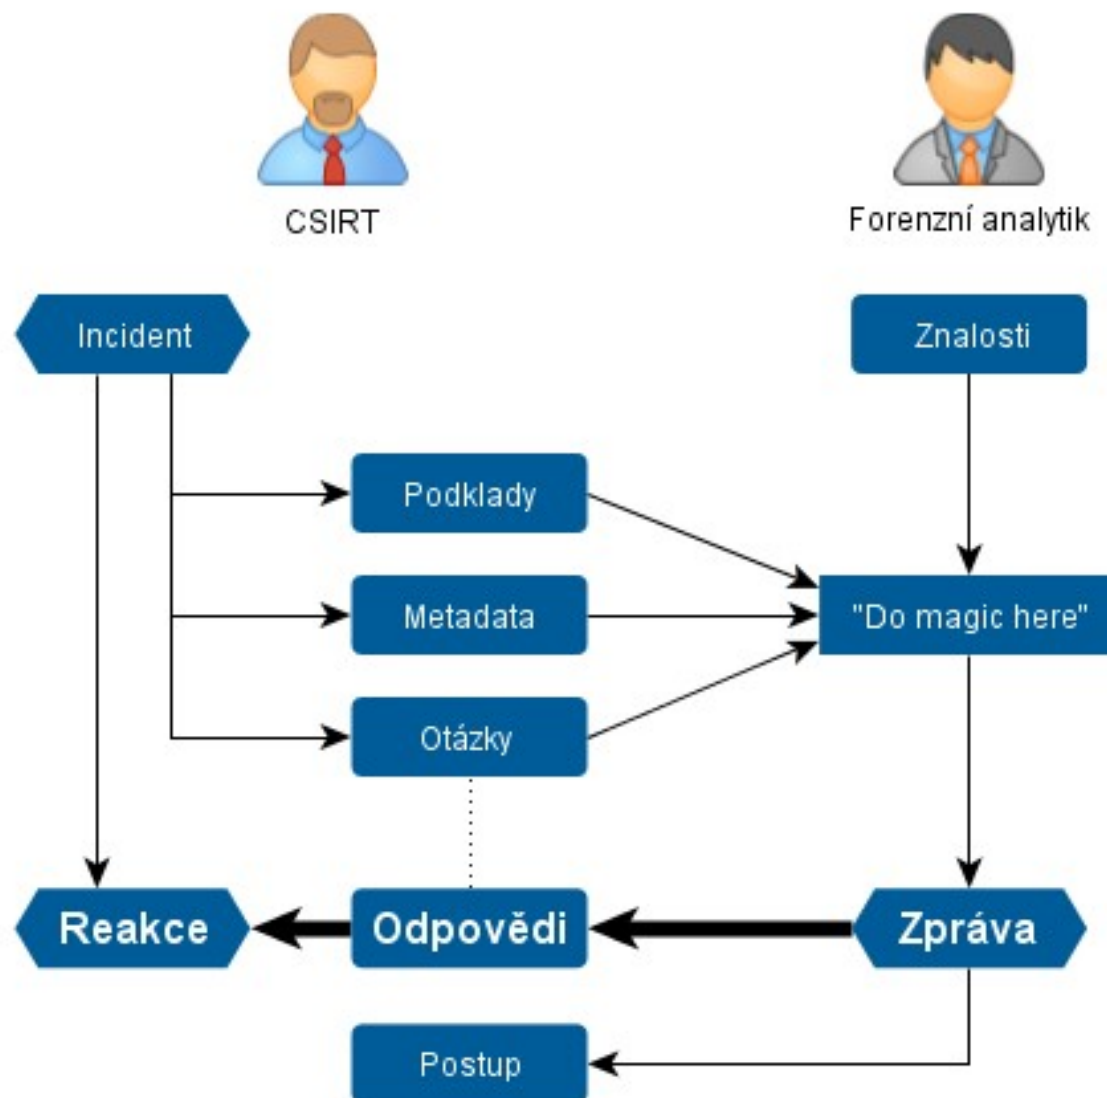 CSIRT
Forenzní analytik
Incident
Znalosti
Podklady
Metadata
"Do magic here"
Otázky
Reakce
Odpovědi
Zpráva
Postup